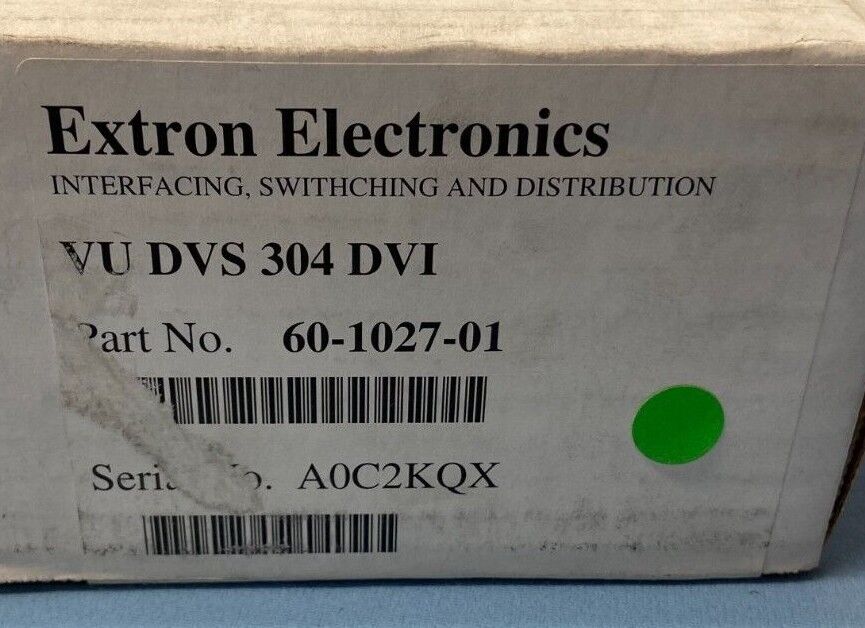 Extron Electronics
INTERFACING, SWITHCHING AND DISTRIBUTION
VU DVS 304 DVI
Part No. 60-1027-01
Serial No. A0C2KQX